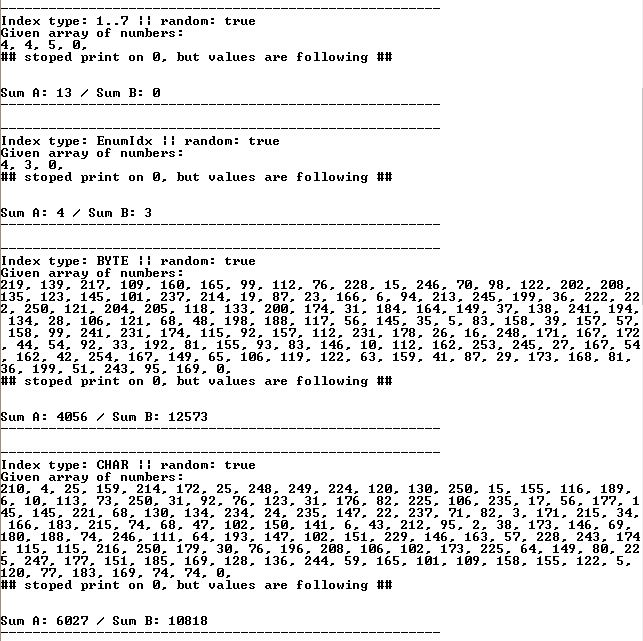 Index type: 1..7 || random: true
Given array of numbers:
4, 4, 5, 0,
## stoped print on 0, but values are following ##
Sum A: 13 / Sum B: 0
Index type: EnumIdx || random: true
Given array of numbers:
4, 3, 0,
## stoped print on 0, but values are following ##
Sum A: 4 / Sum B: 3
Index type: BYTE || random: true
Given array of numbers:
219, 139, 217, 109, 160, 165, 99, 112, 76, 228, 15, 246, 70, 98, 122, 202, 208,
135, 123, 145, 101, 237, 214, 19, 87, 23, 166, 6, 94, 213, 245, 199, 36, 222, 22
2, 250, 121, 204, 205, 118, 133, 200, 174, 31, 184, 164, 149, 37, 138, 241, 194,
134, 28, 106, 121, 68, 48, 198, 188, 117, 56, 145, 35, 5, 83, 158, 39, 157, 57,
158, 99, 241, 231, 174, 115, 92, 157, 112, 231, 178, 26, 16, 248, 171, 167, 172
, 44, 54, 92, 33, 192, 81, 155, 93, 83, 146, 10, 112, 162, 253, 245, 27, 167, 54
, 162, 42, 254, 167, 149, 65, 106, 119, 122, 63, 159, 41, 87, 29, 173, 168, 81,
36, 199, 51, 243, 95, 169, 0,
## stoped print on 0, but values are following ##
Sum A: 4056 / Sum B: 12573
Index type: CHAR || random: true
Given array of numbers:
210, 4, 25, 159, 214, 172, 25, 248, 249, 224, 120, 130, 250, 15, 155, 116, 189,
6, 10, 113, 73, 250, 31, 92, 76, 123, 31, 176, 82, 225, 106, 235, 17, 56, 177, 1
45, 145, 221, 68, 130, 134, 234, 24, 235, 147, 22, 237, 71, 82, 3, 171, 215, 34,
166, 183, 215, 74, 68, 47, 102, 150, 141, 6, 43, 212, 95, 2, 38, 173, 146, 69,
180, 188, 74, 246, 111, 64, 193, 147, 102, 151, 229, 146, 163, 57, 228, 243, 174
, 115, 115, 216, 250, 179, 30, 76, 196, 208, 106, 102, 173, 225, 64, 149, 80, 22
5, 247, 177, 151, 185, 169, 128, 136, 244, 59, 165, 101, 109, 158, 155, 122, 5,
120, 77, 183, 169, 74, 74, 0,
## stoped print on 0, but values are following ##
Sum A: 6027 / Sum B: 10818